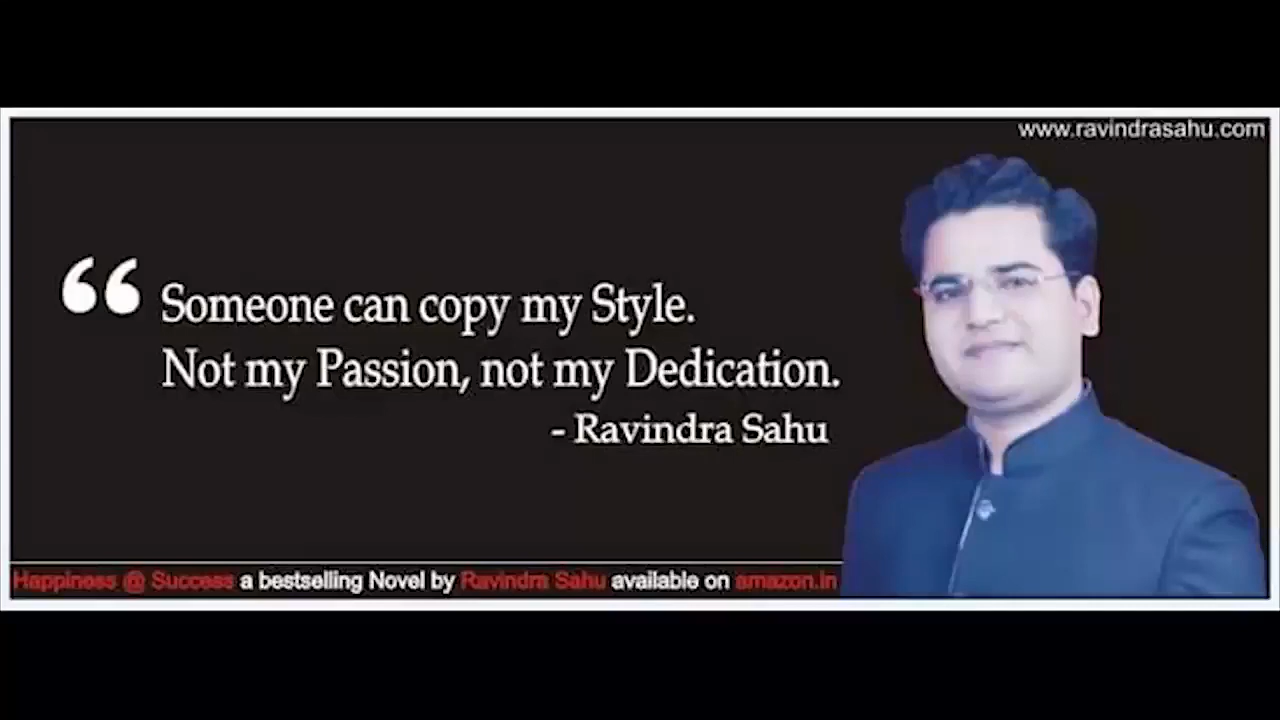 www.ravindrasahu.com
“ Someone can copy my Style.
Not my Passion, not my Dedication.
- Ravindra Sahu
Happiness @ Success a bestselling Novel by Ravindra Sahu available on amazon.in